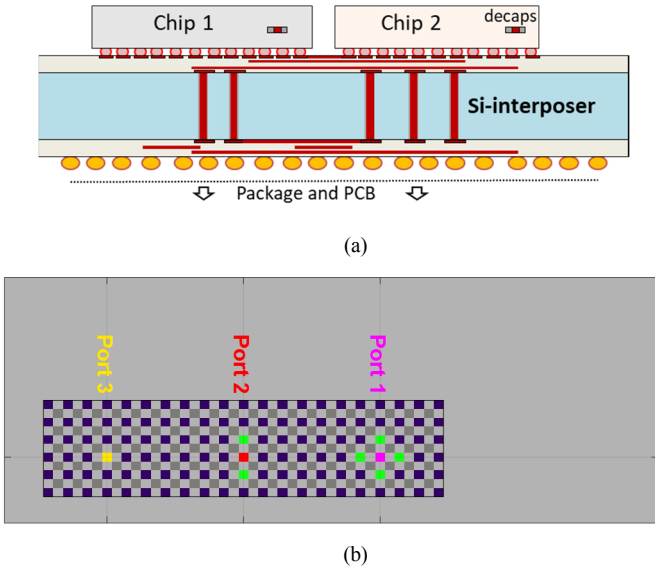 Chip 1
Chip 2
decaps
Si-interposer
Package and PCB
(a)
Port 3
Port 2
Port 1
(b)